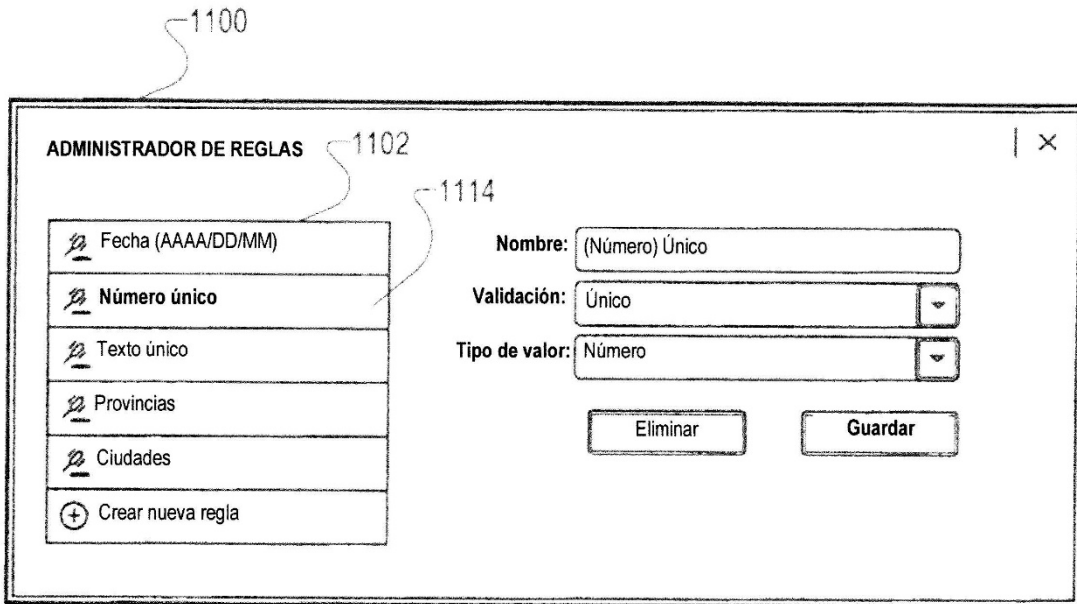 1100
ADMINISTRADOR DE REGLAS
1102
1114
Fecha (AAAA/DD/MM)
Número único
Texto único
Provincias
Ciudades
Crear nueva regla
Nombre: (Número) Único
Validación: Único
Tipo de valor: Número
Eliminar
Guardar